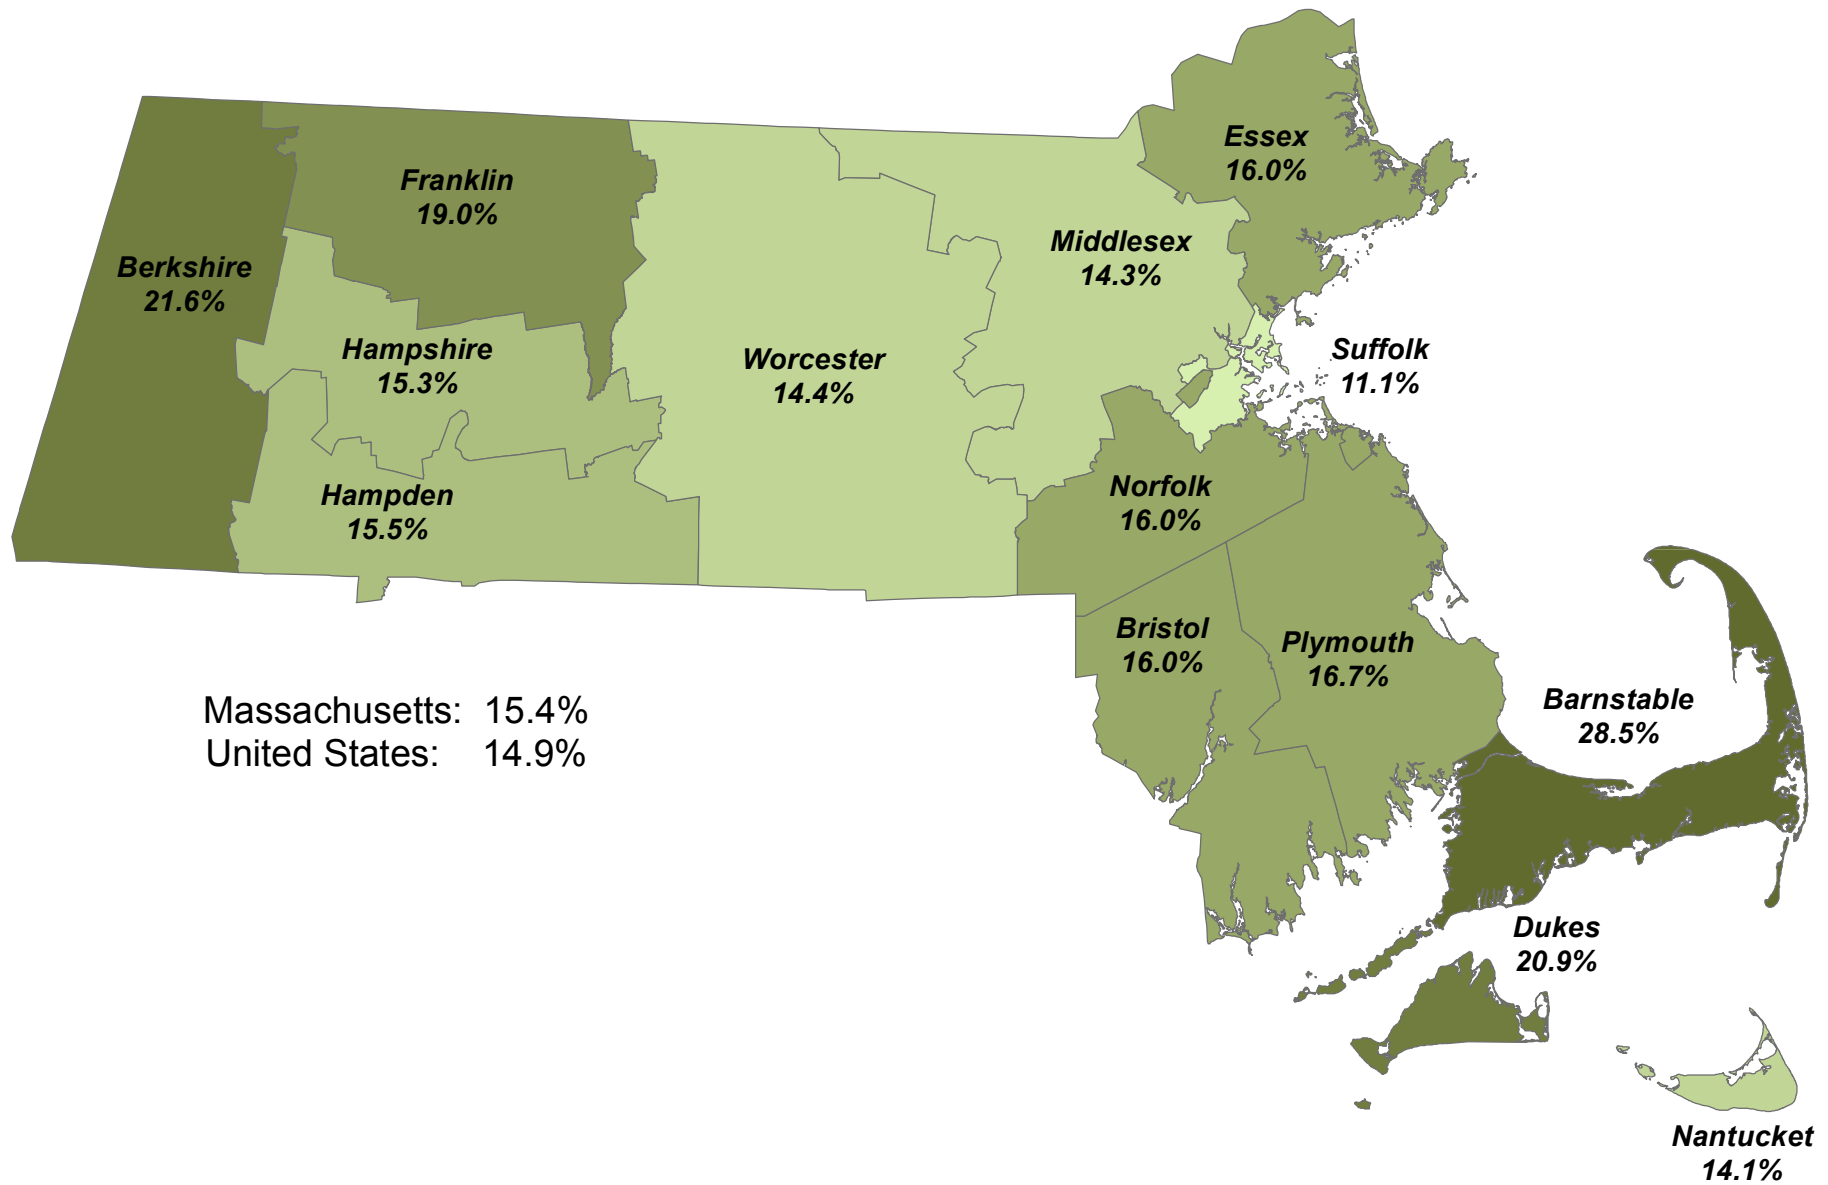 Essex
16.0%
Franklin
19.0%
Middlesex
14.3%
Berkshire
21.6%
Hampshire
15.3%
Worcester
14.4%
Suffolk
11.1%
Hampden
15.5%
Norfolk
16.0%
Bristol
16.0%
Plymouth
16.7%
Massachusetts: 15.4%
United States: 14.9%
Barnstable
28.5%
Dukes
20.9%
Nantucket
14.1%